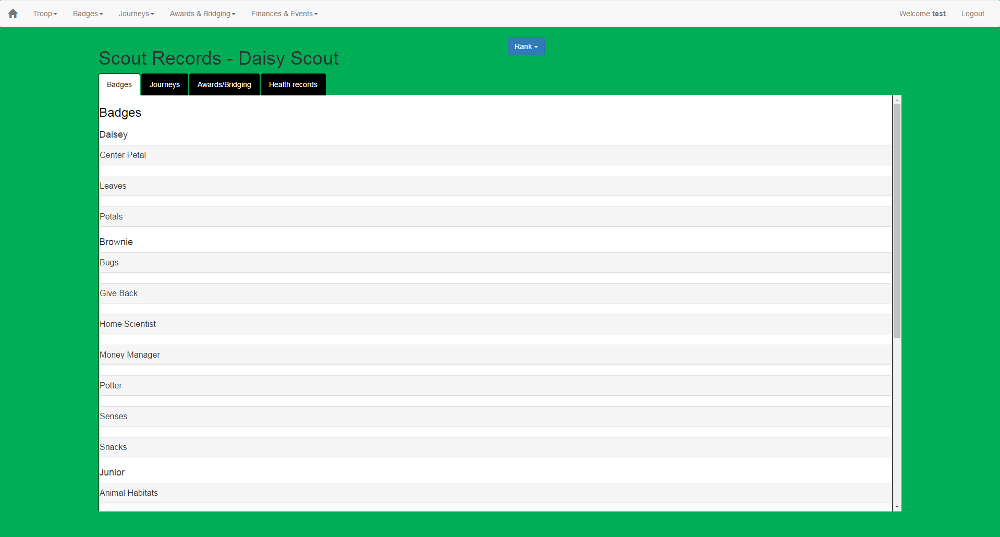 Troop Badges Journeys Awards & Bridging Finances & Events Welcome test Logout
Rank
Scout Records - Daisy Scout
Badges Journeys Awards/Bridging Health records
Badges
Daisey
Center Petal
Leaves
Petals
Brownie
Bugs
Give Back
Home Scientist
Money Manager
Potter
Senses
Snacks
Junior
Animal Habitats